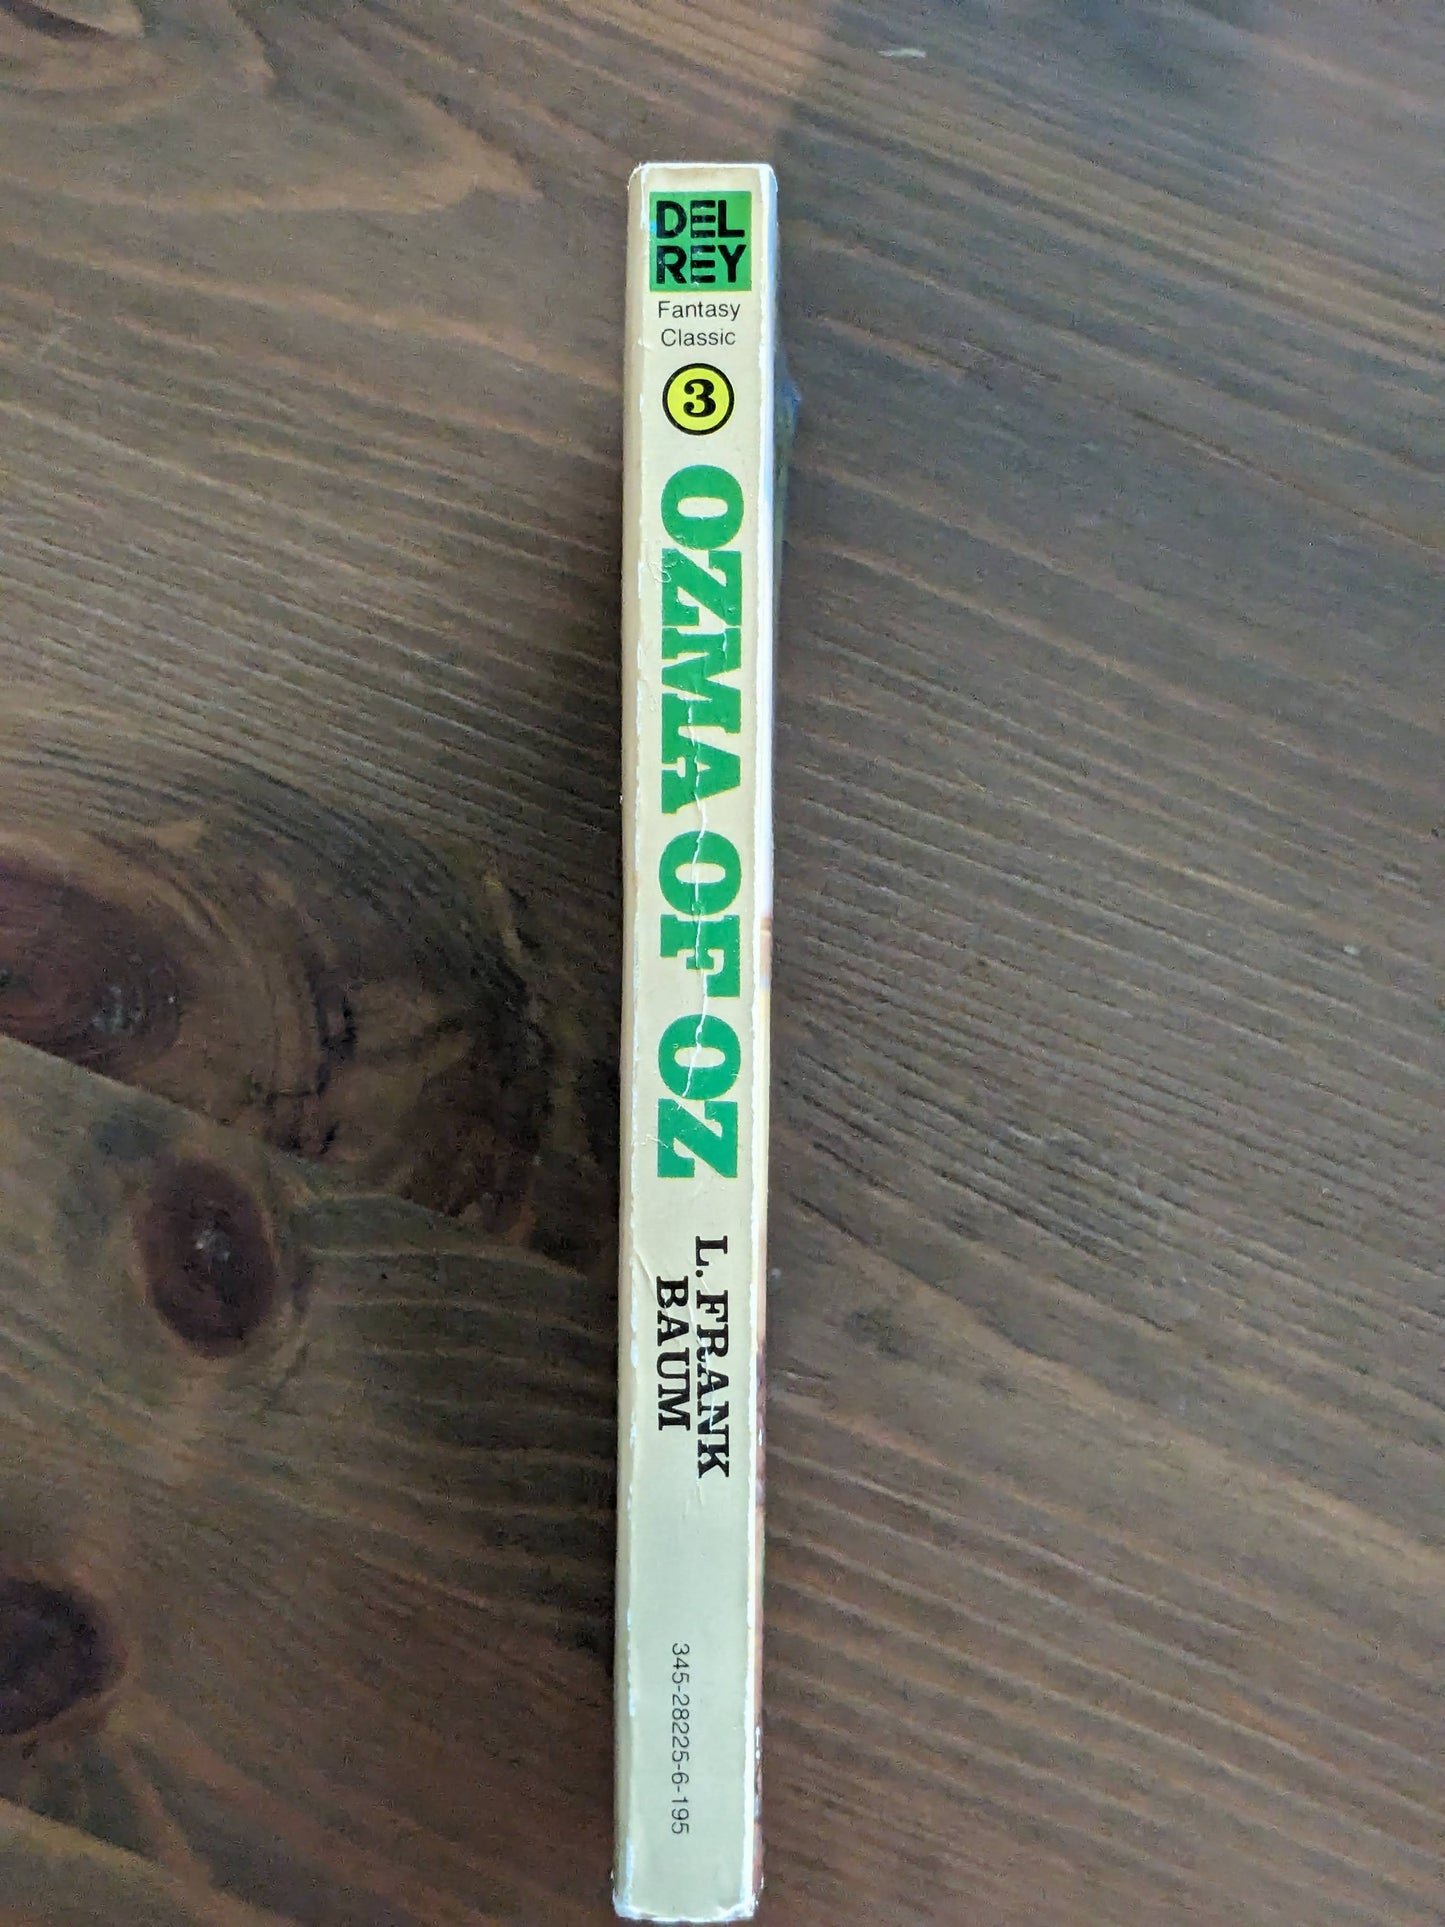 DEL
REY
Fantasy
Classic
3
OZMA OF OZ
L. FRANK
BAUM
345-28225-6-195